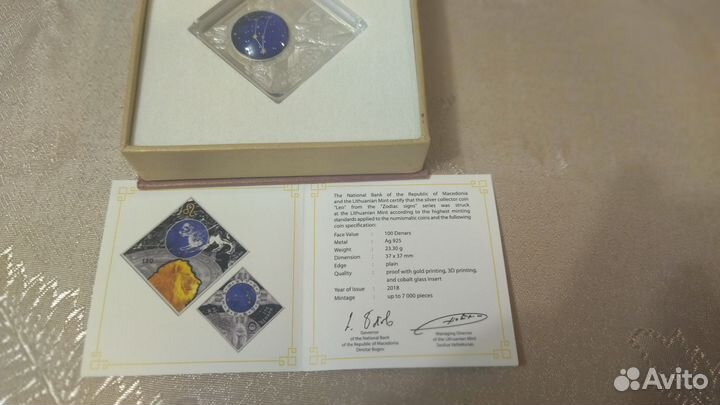 The National Bank of the Republic of Macedonia
and the Lithuanian Mint certify that the silver collector coin
"Leo" from the "Zodiac signs" series was struck
at the Lithuanian Mint according to the highest minting
standards applied to the numismatic coins and the following
coin specification:
Face Value : 100 Denars
Metal : Ag 925
Weight : 23.30 g
Dimension : 37 x 37 mm
Edge : plain
Quality : proof with gold printing, 3D printing,
and cobalt glass insert
Year of Issue : 2018
Mintage : up to 7 000 pieces
Governor
of the National Bank
of the Republic of Macedonia
Dimitar Bogov
Managing Director
of the Lithuanian Mint
Saulius Vaitiekūnas
LEO
Avito